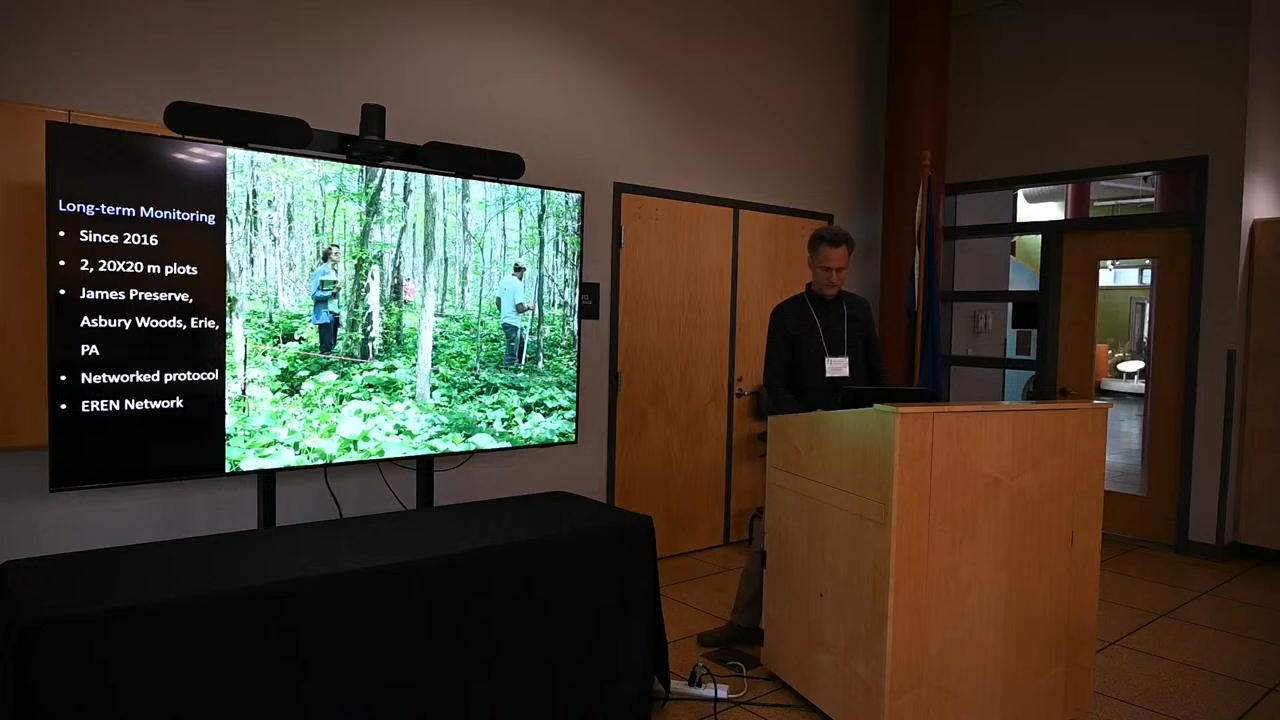 Long-term Monitoring
• Since 2016
• 2, 20X20 m plots
• James Preserve,
Asbury Woods, Erie,
PA
• Networked protocol
• EREN Network